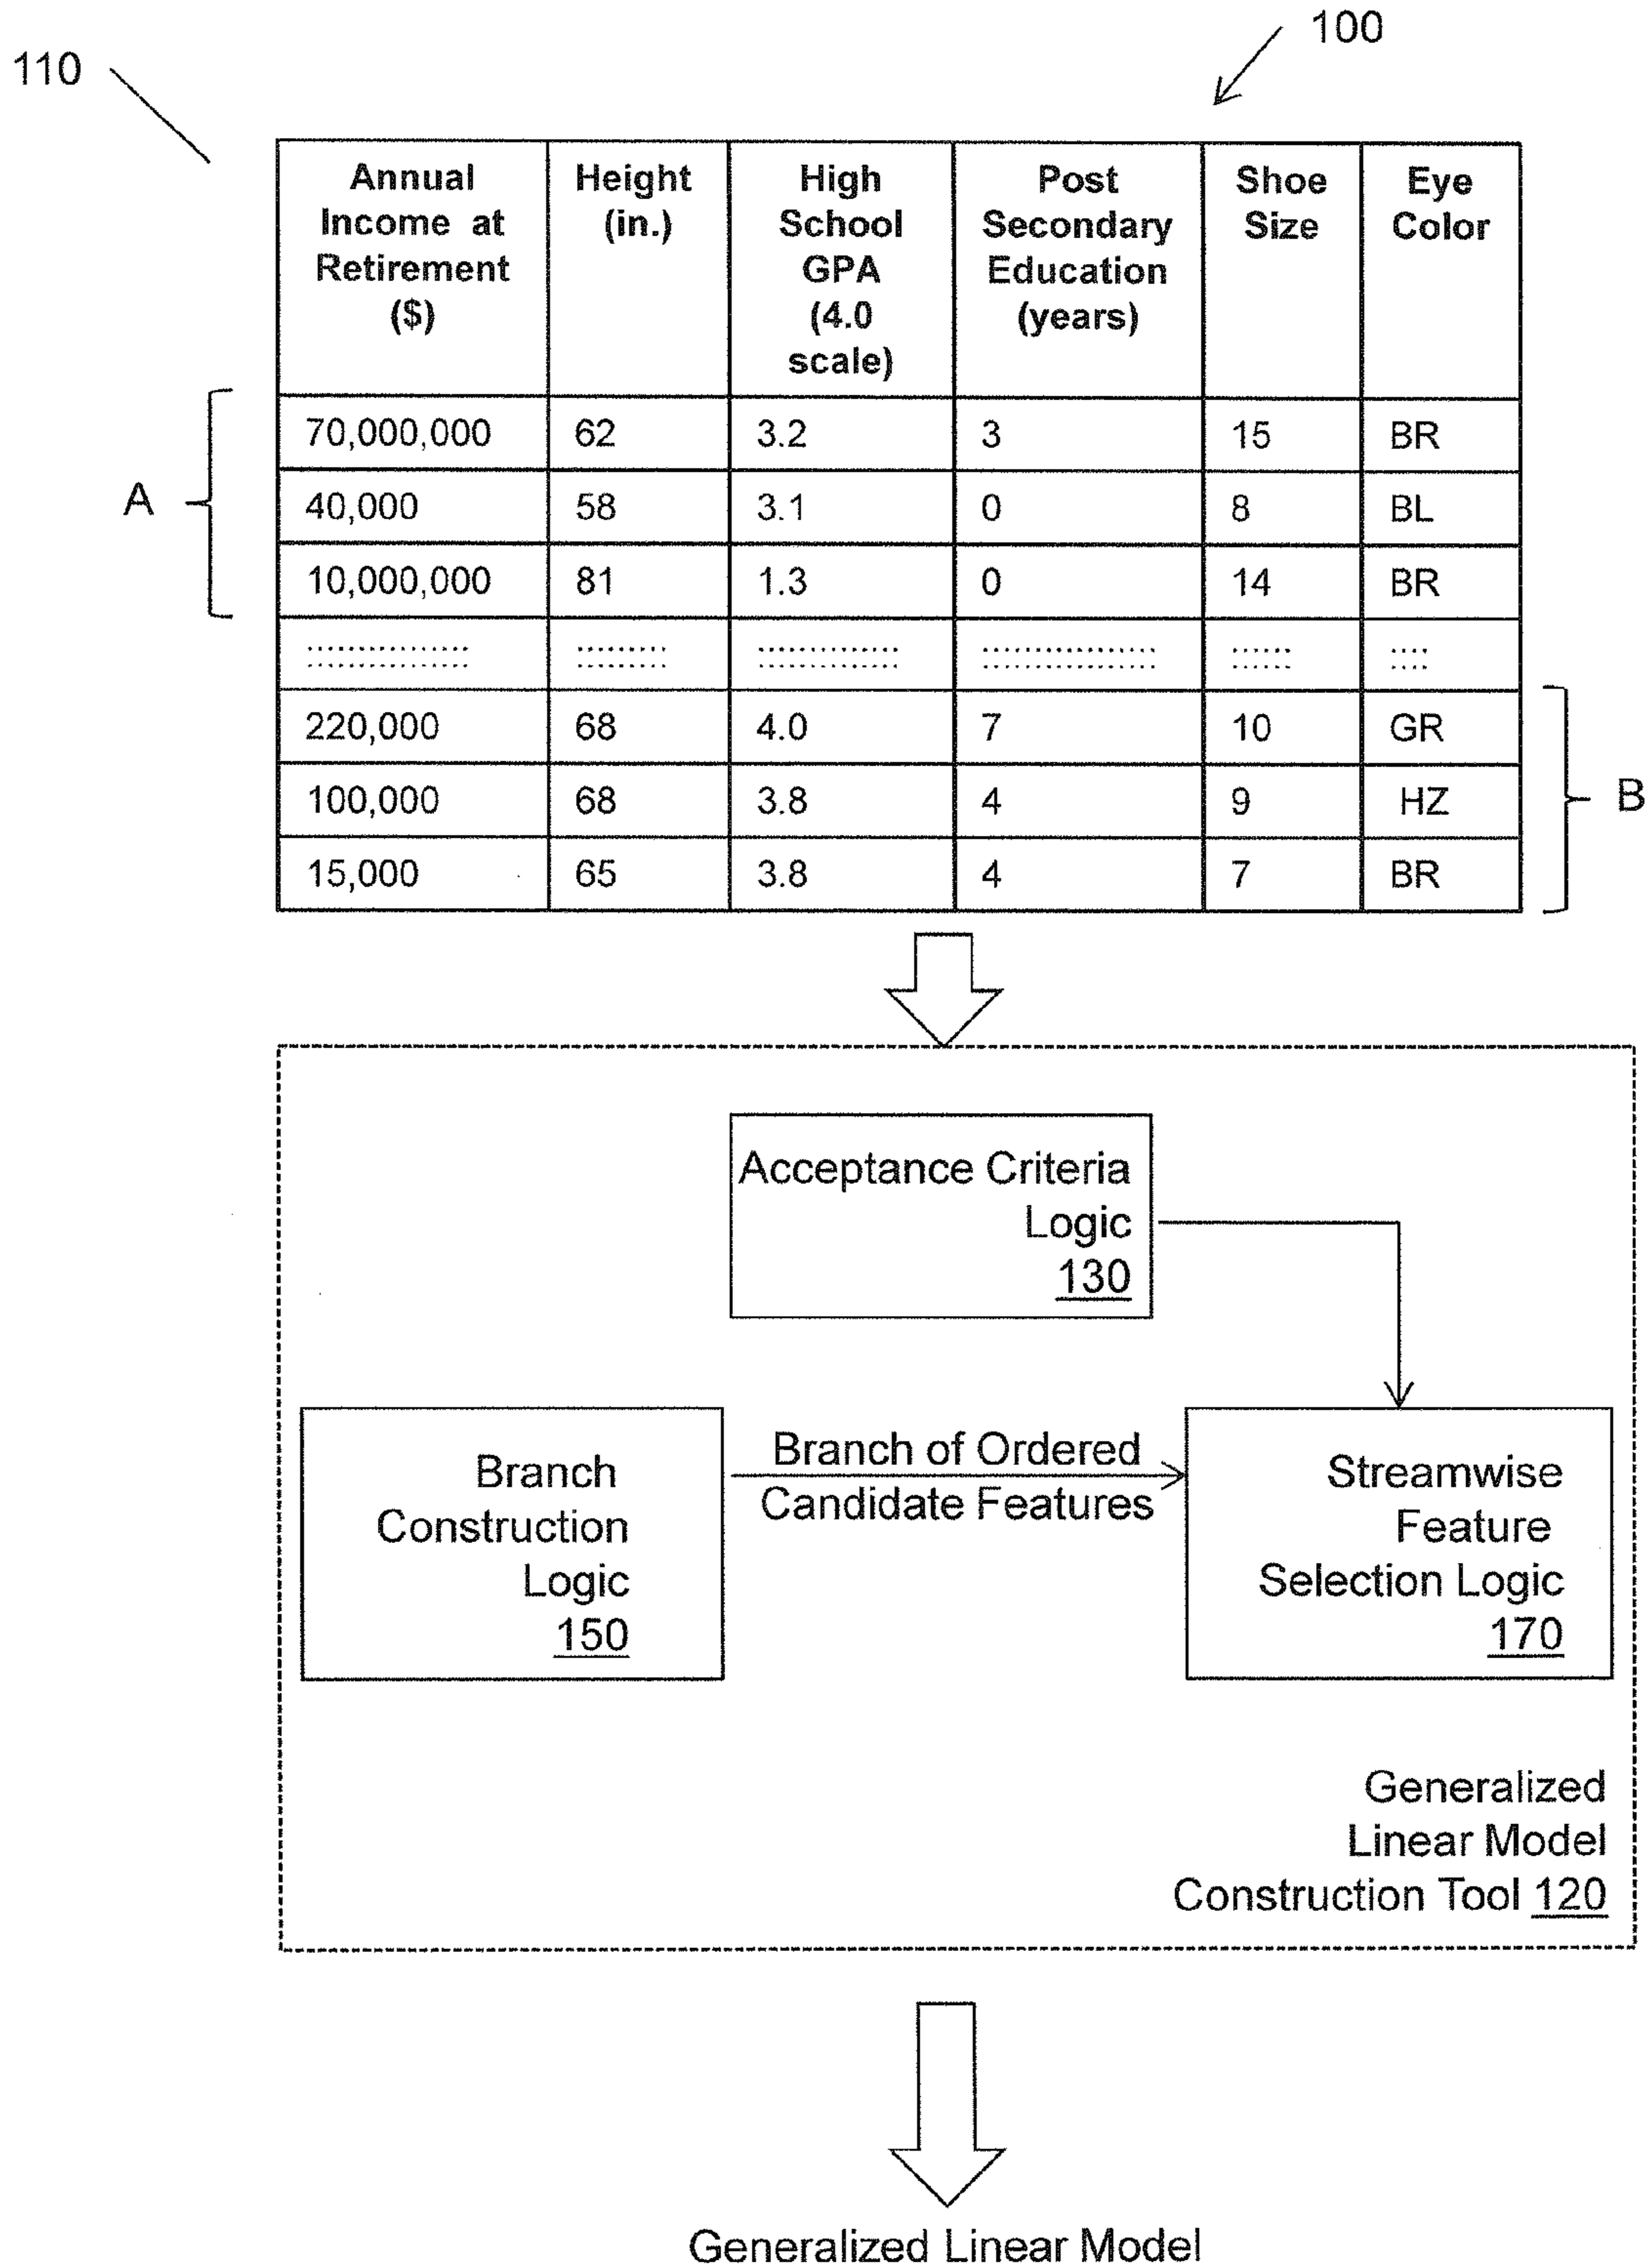 100
110
Annual Income at Retirement ($) Height (in.) High School GPA (4.0 scale) Post Secondary Education (years) Shoe Size Eye Color
70,000,000 62 3.2 3 15 BR
A 40,000 58 3.1 0 8 BL
10,000,000 81 1.3 0 14 BR
220,000 68 4.0 7 10 GR
100,000 68 3.8 4 9 HZ B
15,000 65 3.8 4 7 BR
Acceptance Criteria
Logic
130
Branch
Construction
Logic
150
Branch of Ordered
Candidate Features
Streamwise
Feature
Selection Logic
170
Generalized
Linear Model
Construction Tool 120
Generalized Linear Model